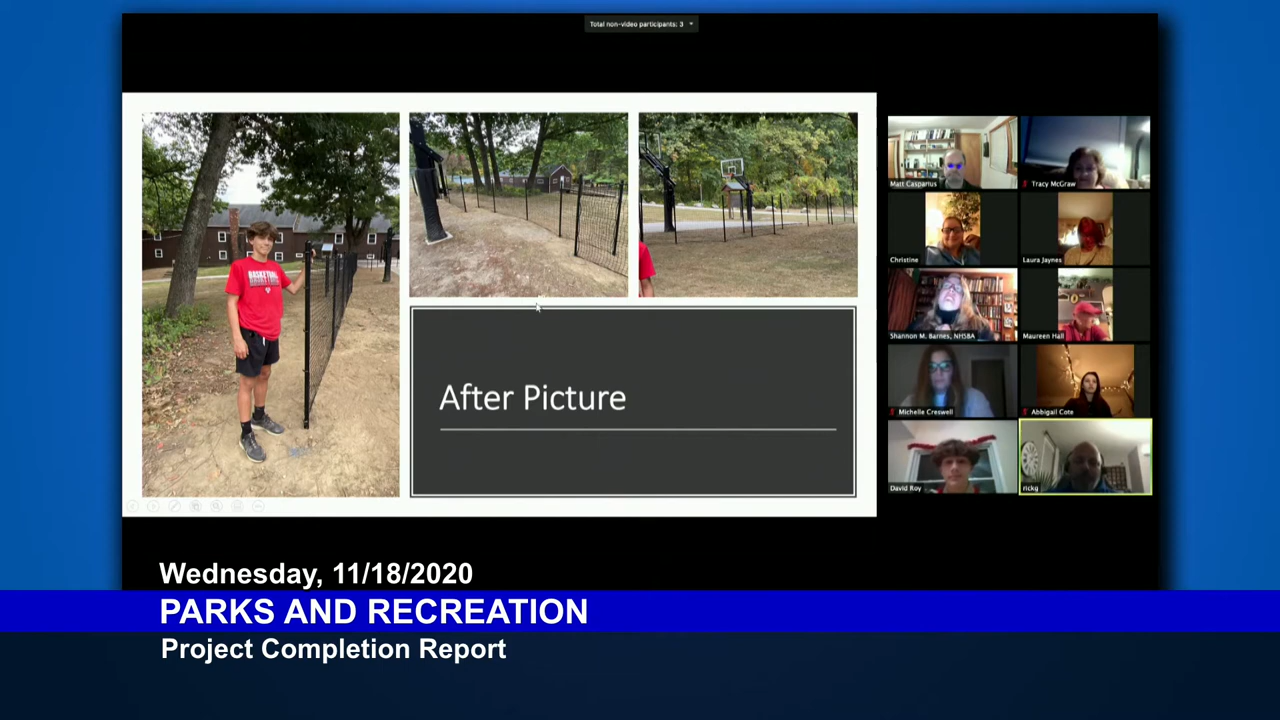 Total non-video participants: 3
BASKETBALL
After Picture
Matt Casparius
Tracy McGraw
Christine
Laura Jaynes
Shannon M. Barnes, NHSBA
Maureen Hall
Michelle Creswell
Abbigail Cote
David Roy
rickg
Wednesday, 11/18/2020
PARKS AND RECREATION
Project Completion Report